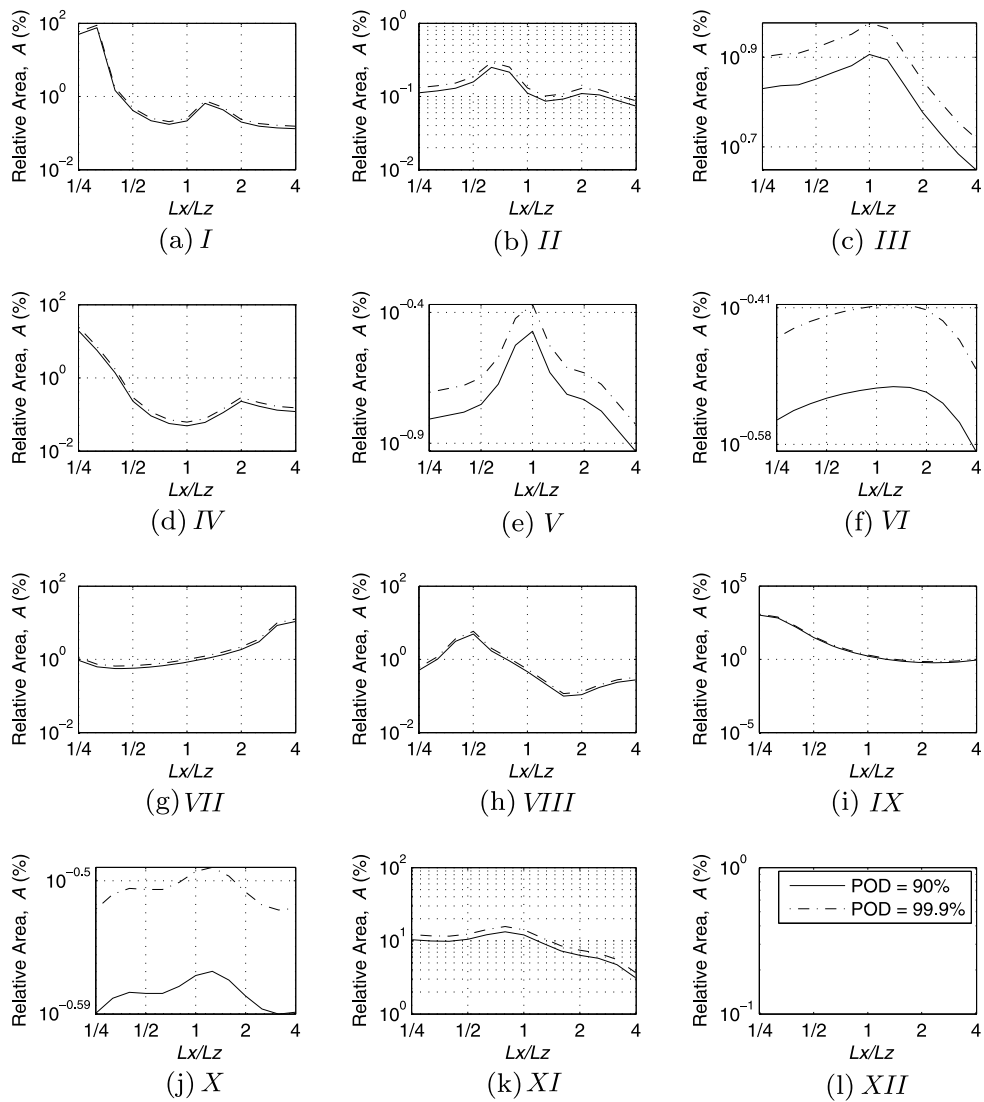 Relative Area, A (%)
10^2
10^0
10^-2
1/4 1/2 1 2 4
Lx/Lz
(a) I
Relative Area, A (%)
10^0
10^-1
10^-2
1/4 1/2 1 2 4
Lx/Lz
(b) II
Relative Area, A (%)
10^0.9
10^0.7
1/4 1/2 1 2 4
Lx/Lz
(c) III
Relative Area, A (%)
10^2
10^0
10^-2
1/4 1/2 1 2 4
Lx/Lz
(d) IV
Relative Area, A (%)
10^-0.4
10^-0.9
1/4 1/2 1 2 4
Lx/Lz
(e) V
Relative Area, A (%)
10^-0.41
10^-0.58
1/4 1/2 1 2 4
Lx/Lz
(f) VI
Relative Area, A (%)
10^2
10^0
10^-2
1/4 1/2 1 2 4
Lx/Lz
(g) VII
Relative Area, A (%)
10^2
10^0
10^-2
1/4 1/2 1 2 4
Lx/Lz
(h) VIII
Relative Area, A (%)
10^5
10^0
10^-5
1/4 1/2 1 2 4
Lx/Lz
(i) IX
Relative Area, A (%)
10^-0.5
10^-0.59
1/4 1/2 1 2 4
Lx/Lz
(j) X
Relative Area, A (%)
10^2
10^1
10^0
1/4 1/2 1 2 4
Lx/Lz
(k) XI
Relative Area, A (%)
10^0
10^-1
POD = 90%
POD = 99.9%
1/4 1/2 1 2 4
Lx/Lz
(l) XII